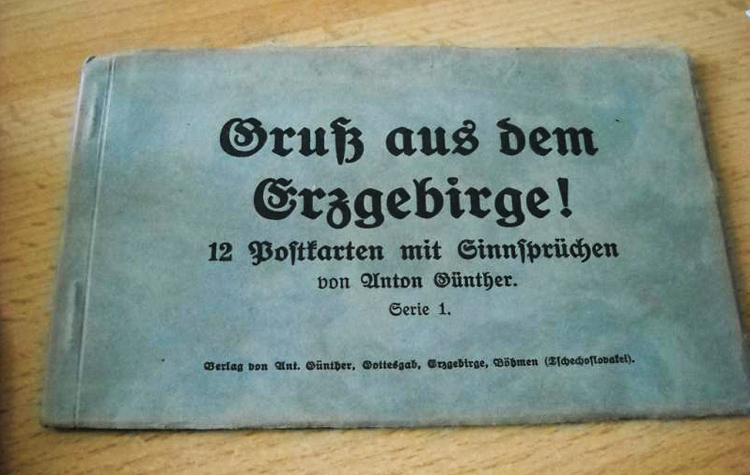 Gruß aus dem
Erzgebirge!
12 Postkarten mit Sinnsprüchen
von Anton Günther.
Serie 1.
Verlag von Ant. Günther, Gottesgab, Erzgebirge, Böhmen (Tschechoslovakei).